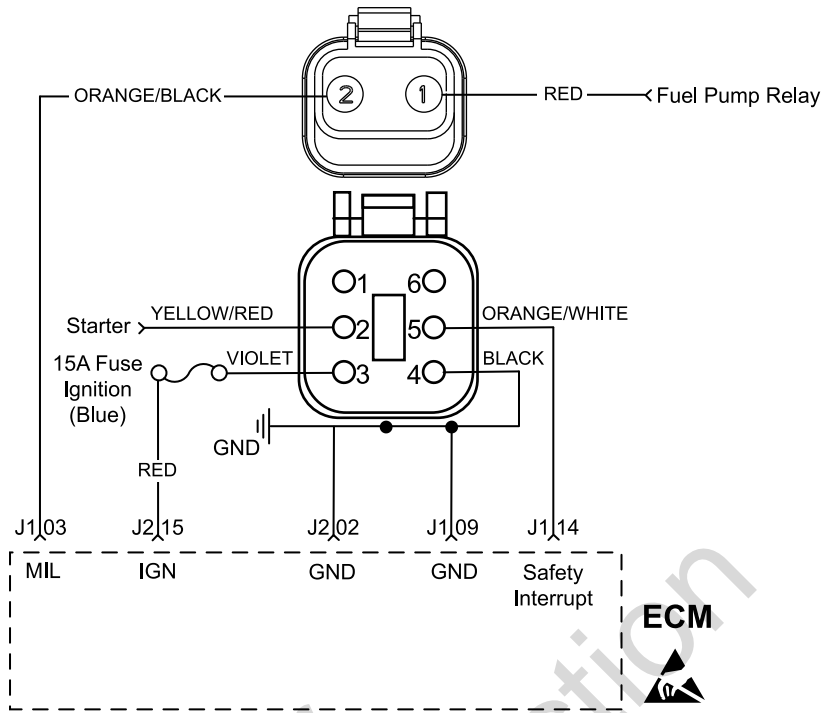 2
1
ORANGE/BLACK
RED
Fuel Pump Relay
1
6
Starter
YELLOW/RED
2
5
ORANGE/WHITE
15A Fuse
Ignition
(Blue)
VIOLET
3
4
BLACK
GND
RED
J1 03
J2 15
J2 02
J1 09
J1 14
MIL
IGN
GND
GND
Safety
Interrupt
ECM